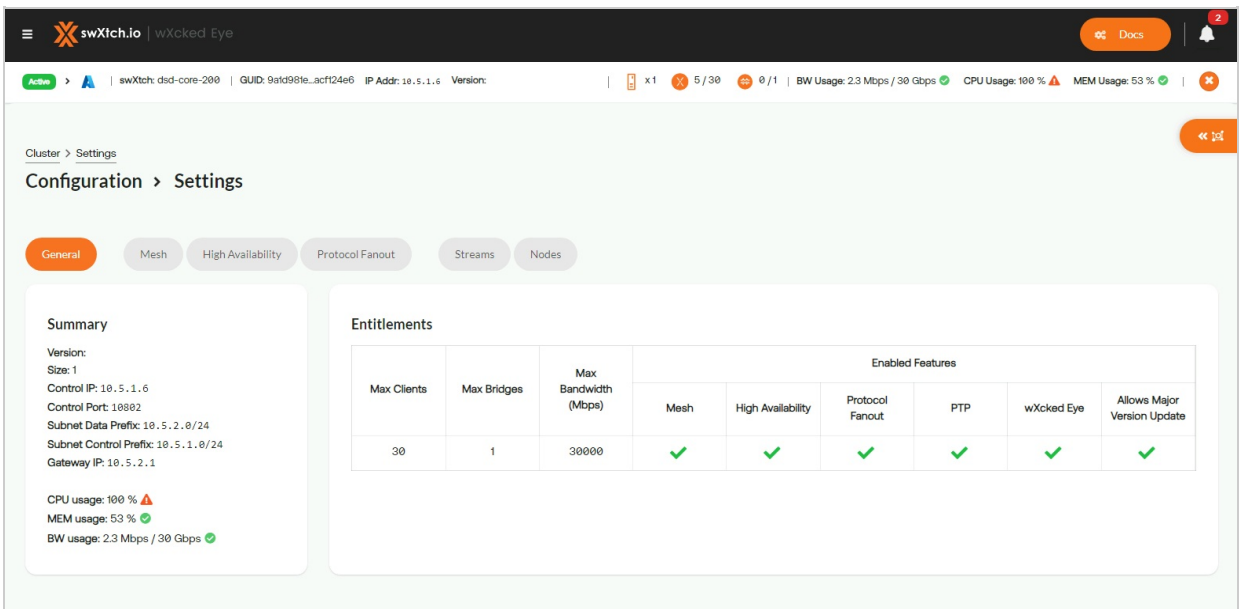 swXtch.io | wXcked Eye
Docs
2
Active > | swXtch: dsd-core-200 | GUID: 9a1d981e...acf124e6 IP Addr: 10.5.1.6 Version: | x1 5/30 0/1 | BW Usage: 2.3 Mbps / 30 Gbps CPU Usage: 100 % MEM Usage: 53 % |
Cluster > Settings
Configuration > Settings
General Mesh High Availability Protocol Fanout Streams Nodes
Summary
Version:
Size: 1
Control IP: 10.5.1.6
Control Port: 10802
Subnet Data Prefix: 10.5.2.0/24
Subnet Control Prefix: 10.5.1.0/24
Gateway IP: 10.5.2.1
CPU usage: 100 %
MEM usage: 53 %
BW usage: 2.3 Mbps / 30 Gbps
Entitlements
Max Clients
Max Bridges
Max
Bandwidth
(Mbps)
Enabled Features
Mesh
High Availability
Protocol
Fanout
PTP
wXcked Eye
Allows Major
Version Update
30 1 30000